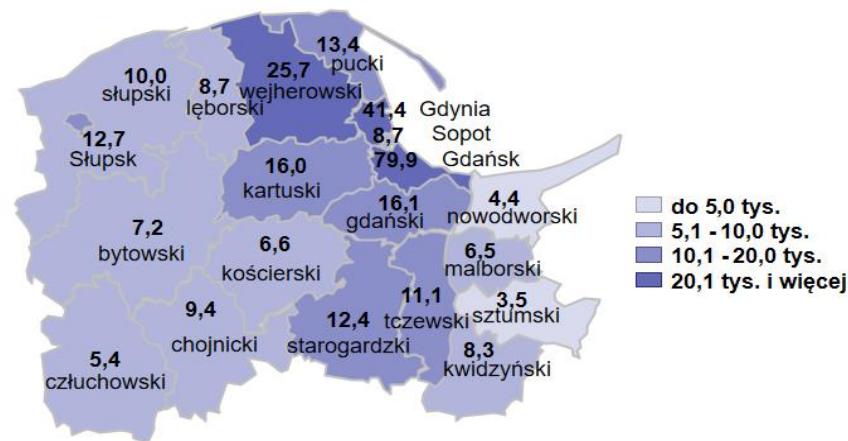 13,4
pucki
10,0
słupski
8,7
lęborski
25,7
wejherowski
41,4 Gdynia
8,7 Sopot
79,9 Gdańsk
12,7
Słupsk
16,0
kartuski
16,1
gdański
4,4
nowodworski
7,2
bytowski
6,6
kościerski
6,5
malborski
9,4
chojnicki
12,4
starogardzki
11,1
tczewski
3,5
sztumski
5,4
człuchowski
8,3
kwidzyński
do 5,0 tys.
5,1 - 10,0 tys.
10,1 - 20,0 tys.
20,1 tys. i więcej